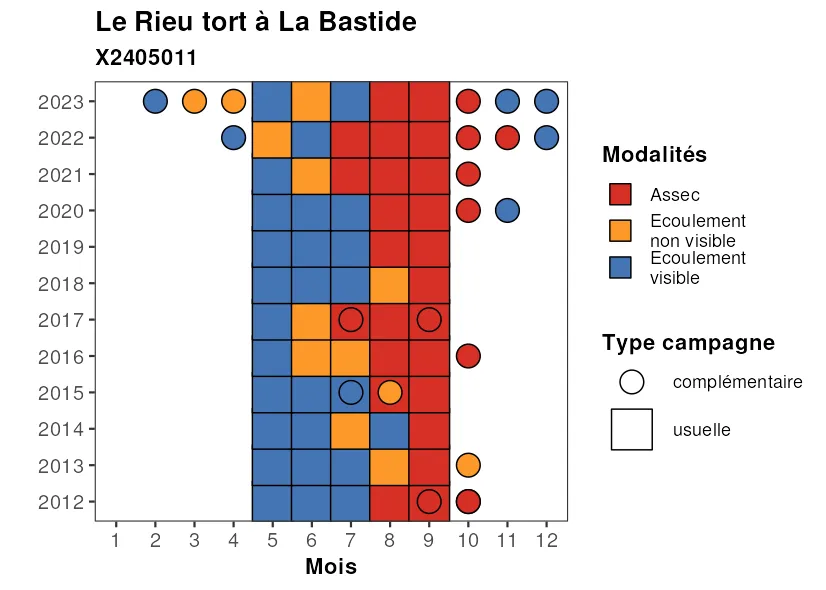 Le Rieu tort à La Bastide
X2405011
2023
2022
2021
2020
2019
2018
2017
2016
2015
2014
2013
2012
1 2 3 4 5 6 7 8 9 10 11 12
Mois
Modalités
Assec
Ecoulement
non visible
Ecoulement
visible
Type campagne
complémentaire
usuelle